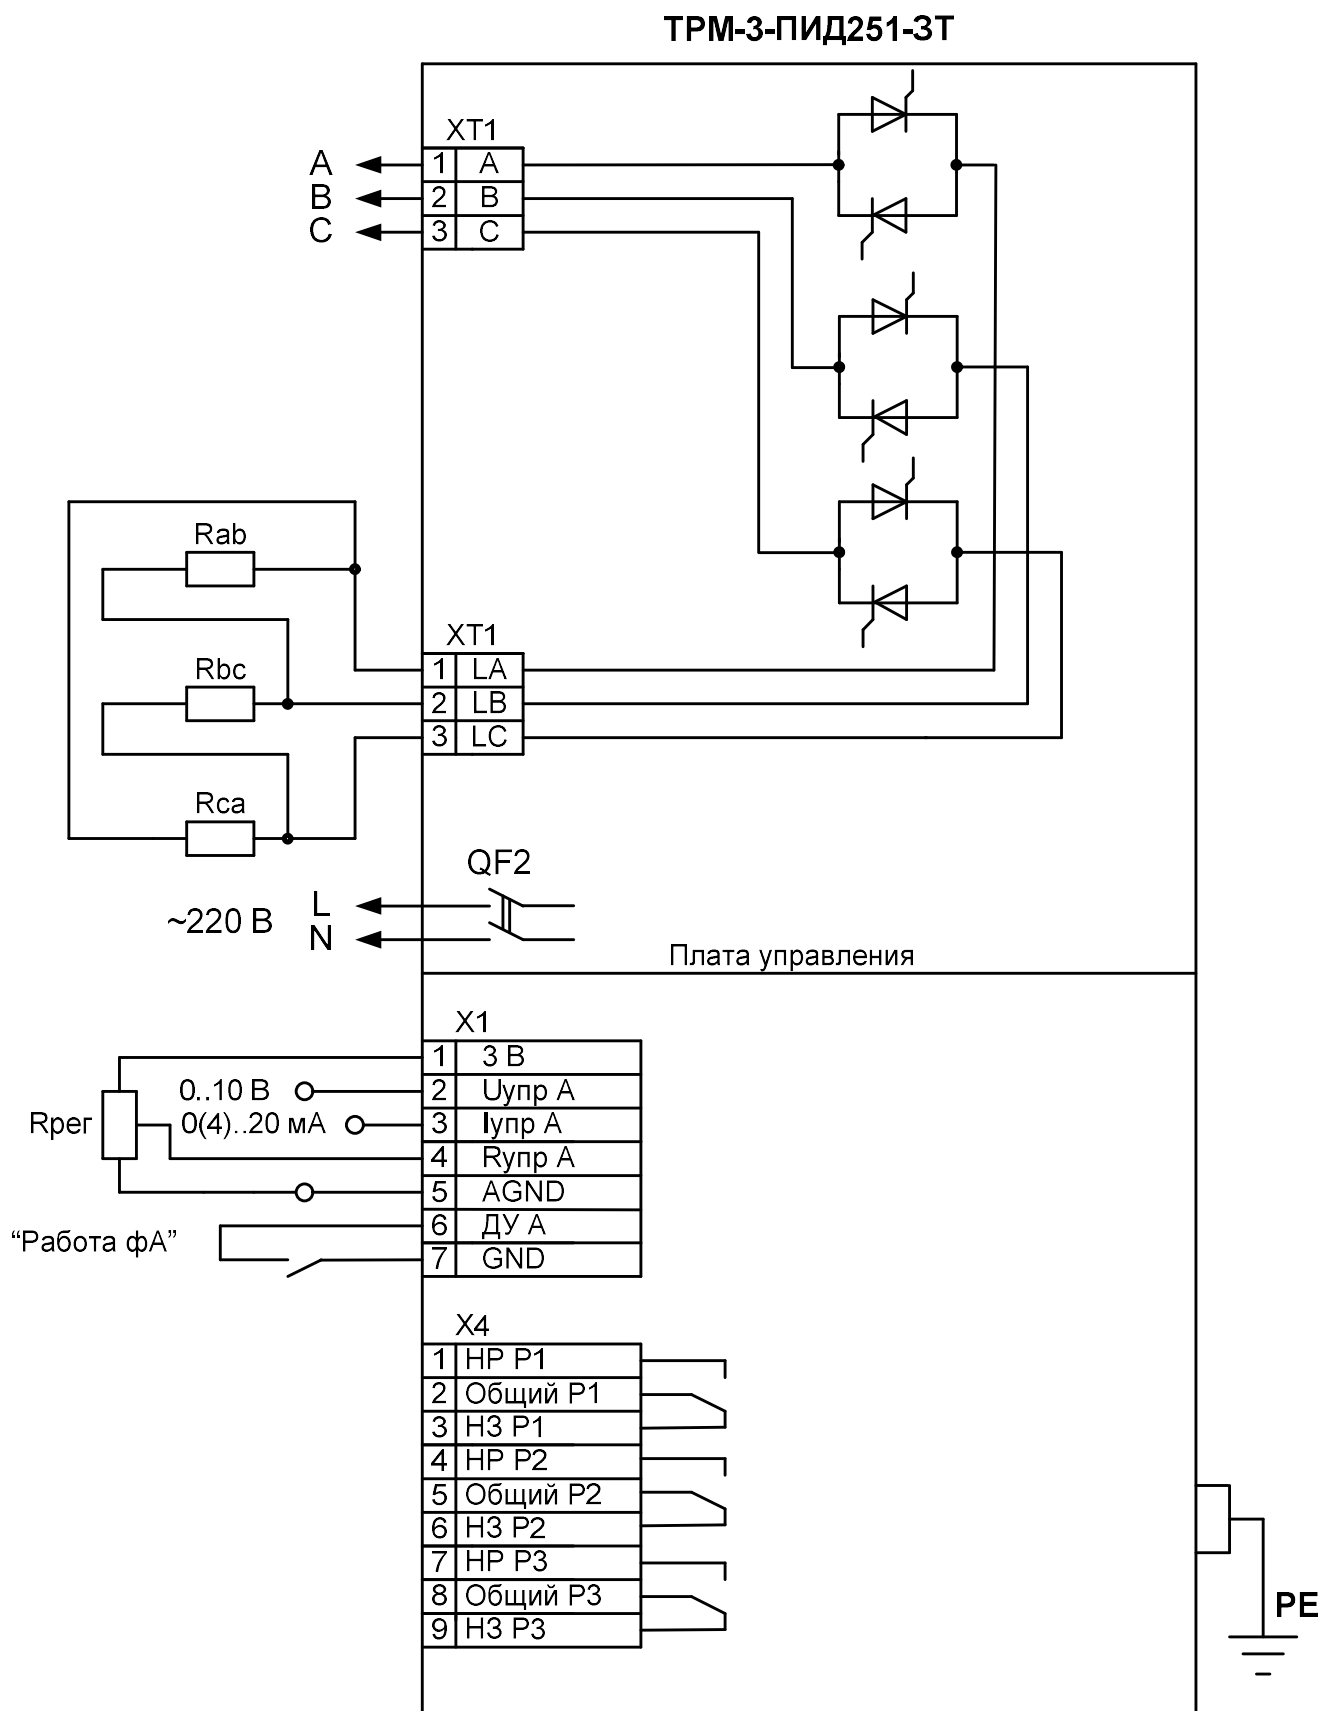 ТРМ-3-ПИД251-3Т
XT1
A 1 A
B 2 B
C 3 C
Rab
XT1
Rbc 1 LA
2 LB
3 LC
Rca
QF2
~220 В L
N
Плата управления
X1
1 3 В
0..10 В 2 Uупр А
Rрег 0(4)..20 мА 3 Iупр А
4 Rупр А
5 AGND
“Работа фА” 6 ДУ А
7 GND
X4
1 НР Р1
2 Общий Р1
3 НЗ Р1
4 НР Р2
5 Общий Р2
6 НЗ Р2
7 НР Р3
8 Общий Р3
9 НЗ Р3
PE